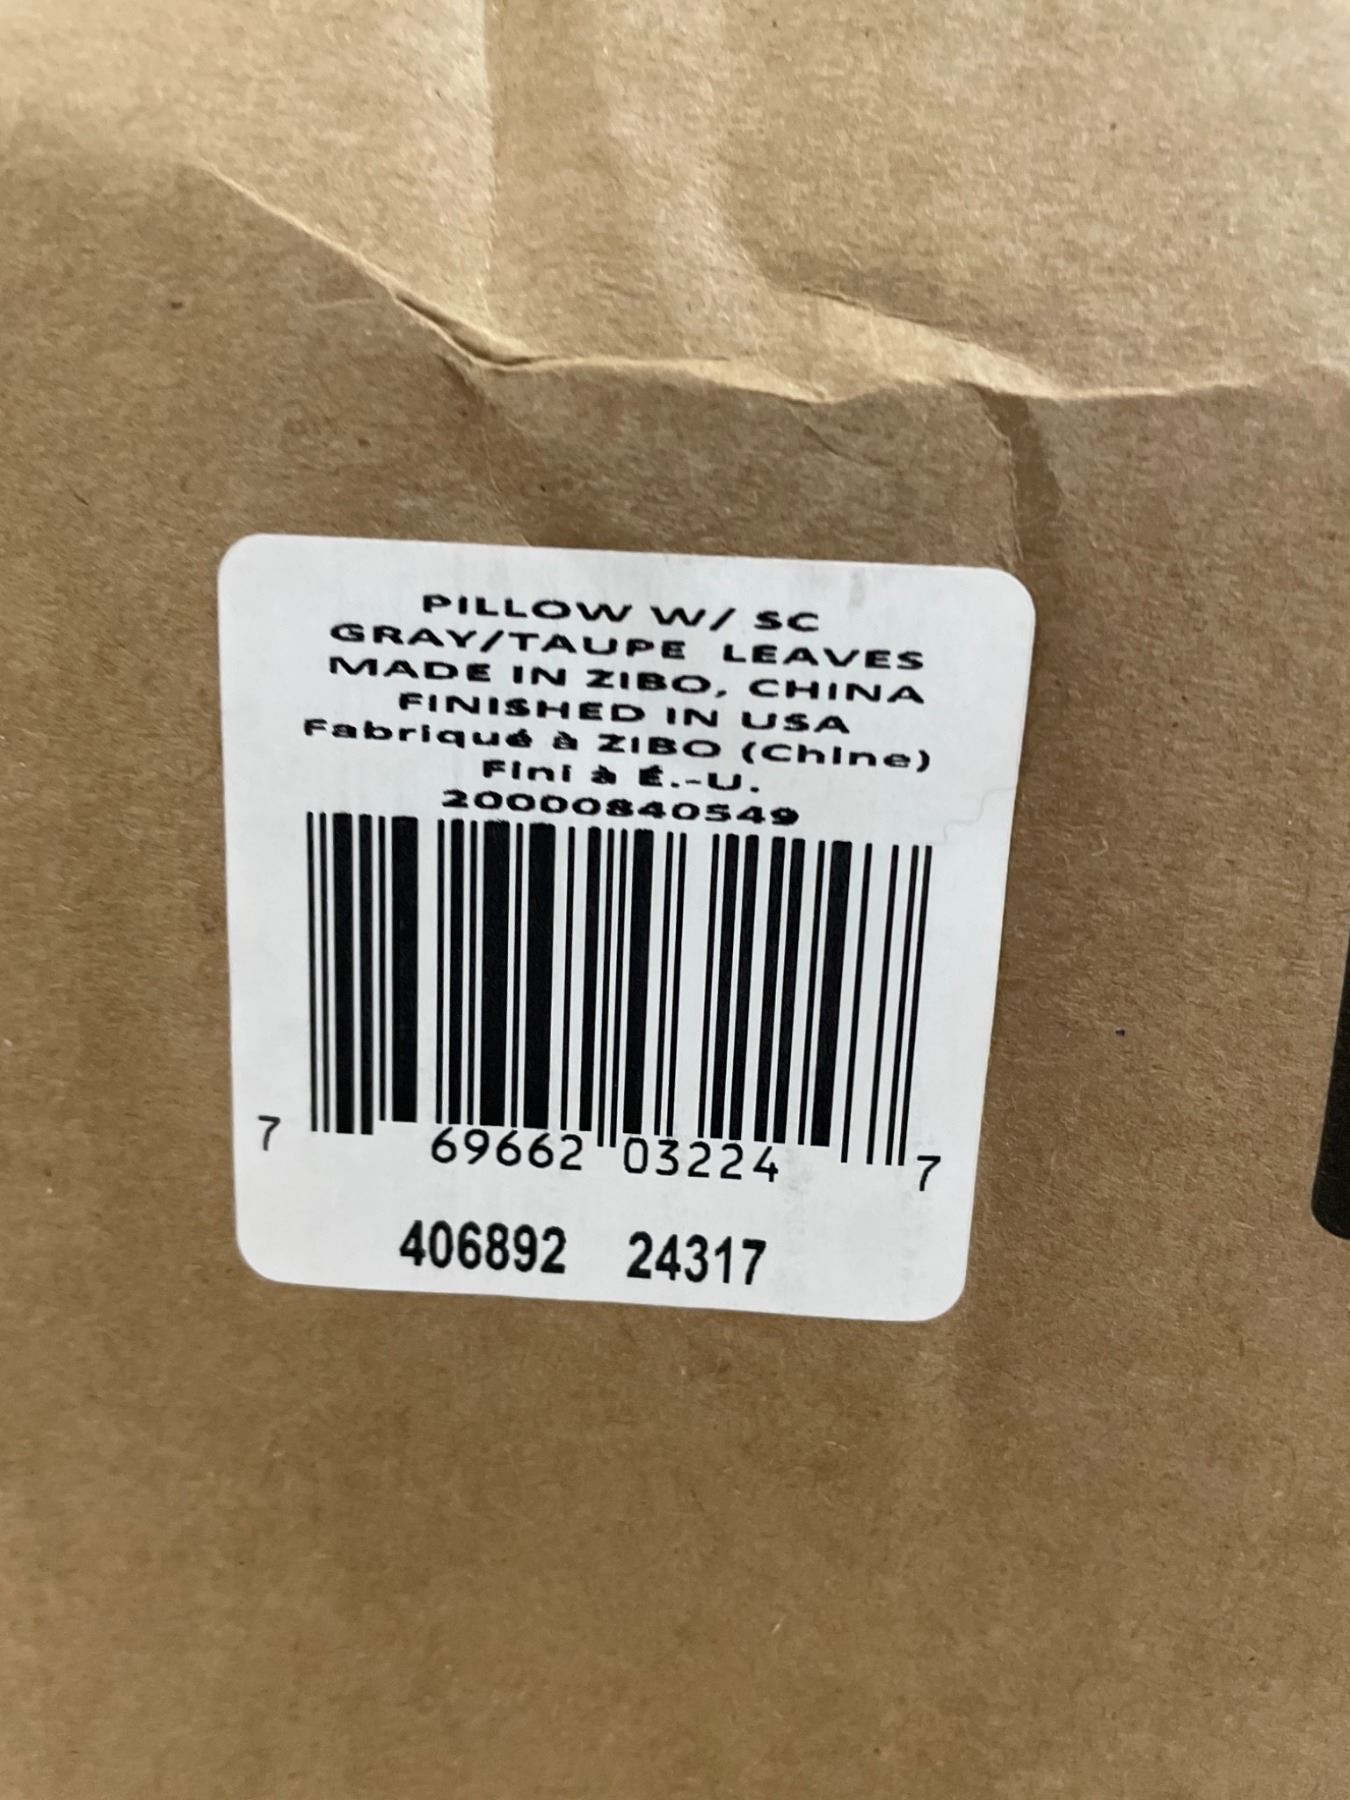 PILLOW W/ SC
GRAY/TAUPE LEAVES
MADE IN ZIBO, CHINA
FINISHED IN USA
Fabriqué à ZIBO (Chine)
Fini à É.-U.
20000840549
7 69662 03224 7
406892 24317